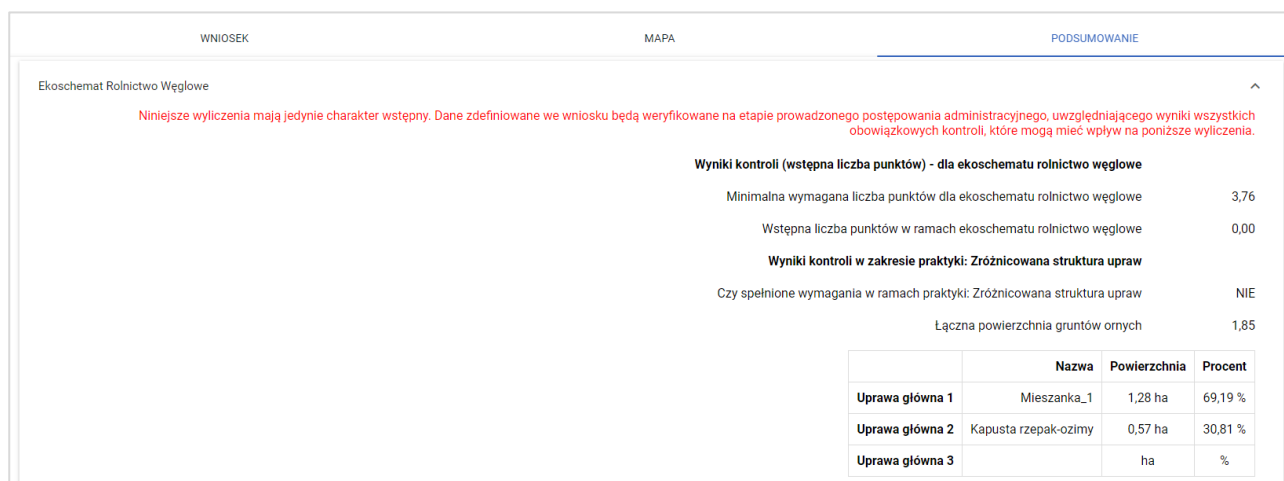 WNIOSEK MAPA PODSUMOWANIE
Ekoschemat Rolnictwo Węglowe
Niniejsze wyliczenia mają jedynie charakter wstępny. Dane zdefiniowane we wniosku będą weryfikowane na etapie prowadzonego postępowania administracyjnego, uwzględniającego wyniki wszystkich
obowiązkowych kontroli, które mogą mieć wpływ na poniższe wyliczenia.
Wyniki kontroli (wstępna liczba punktów) - dla ekoschematu rolnictwo węglowe
Minimalna wymagana liczba punktów dla ekoschematu rolnictwo węglowe 3,76
Wstępna liczba punktów w ramach ekoschematu rolnictwo węglowe 0,00
Wyniki kontroli w zakresie praktyki: Zróżnicowana struktura upraw
Czy spełnione wymagania w ramach praktyki: Zróżnicowana struktura upraw NIE
Łączna powierzchnia gruntów ornych 1,85
Nazwa Powierzchnia Procent
Uprawa główna 1 Mieszanka_1 1,28 ha 69,19 %
Uprawa główna 2 Kapusta rzepak-ozimy 0,57 ha 30,81 %
Uprawa główna 3 ha %